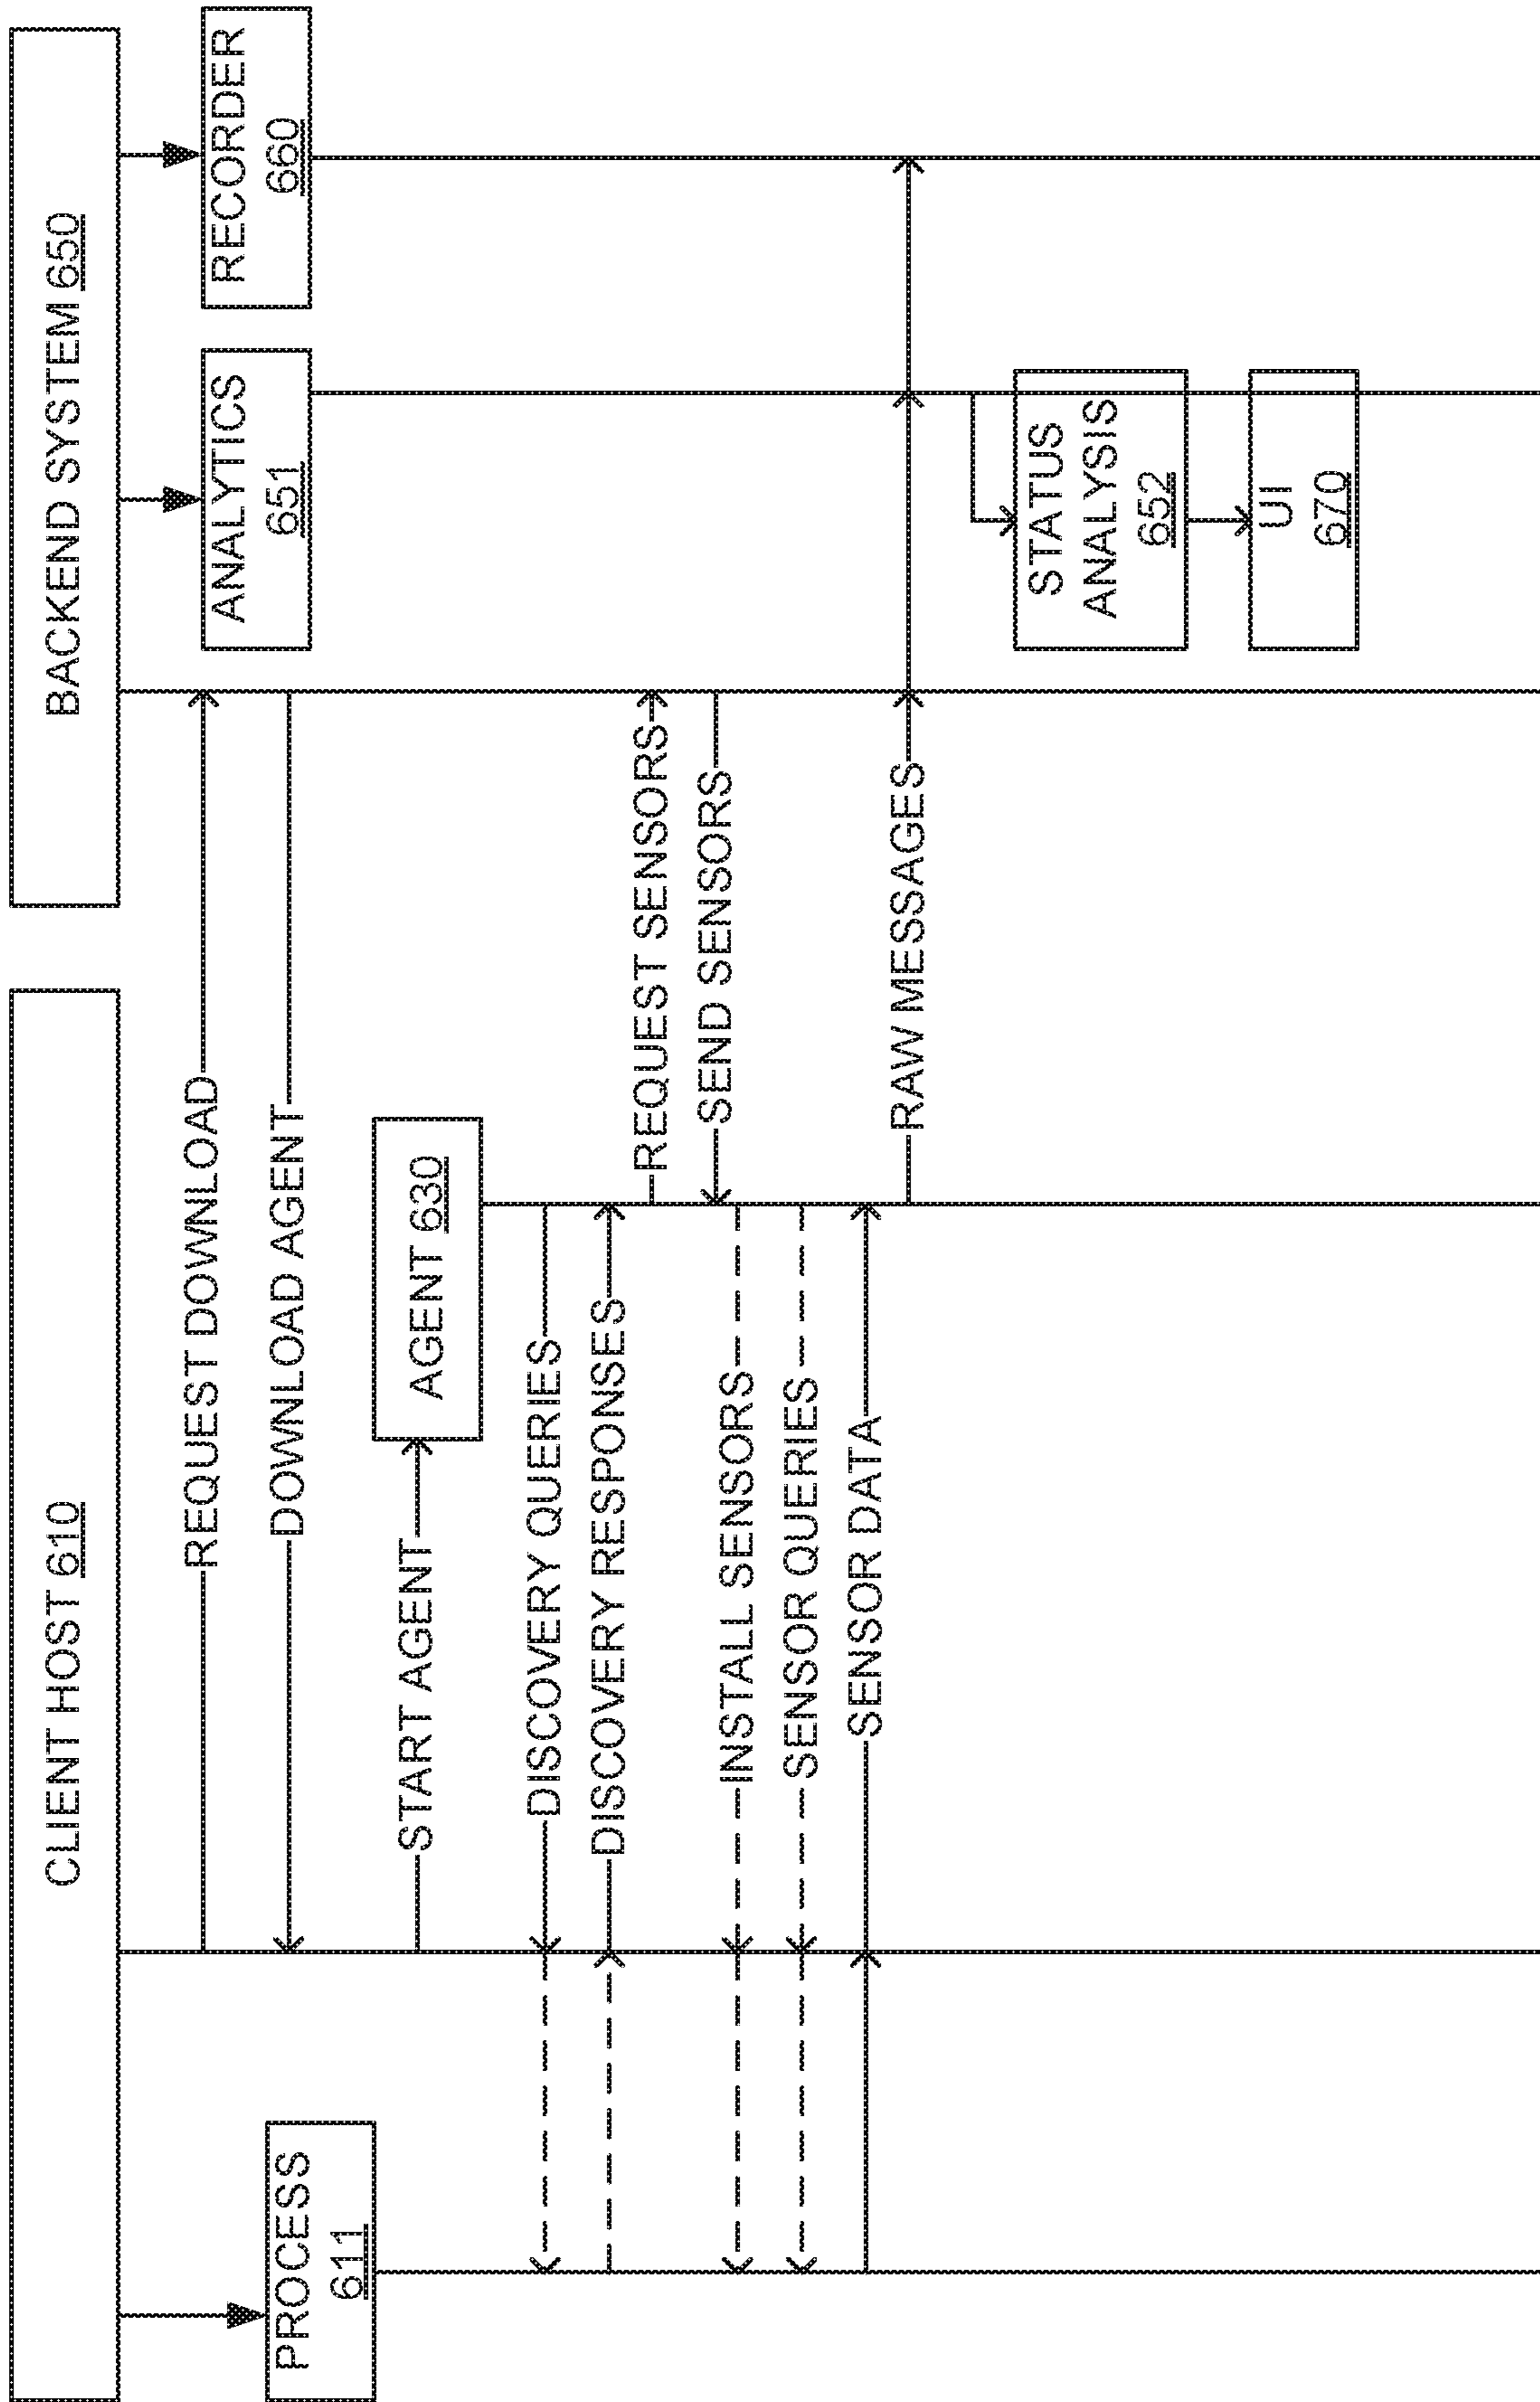 CLIENT HOST 610
BACKEND SYSTEM 650
PROCESS
611
ANALYTICS
651
RECORDER
660
REQUEST DOWNLOAD
DOWNLOAD AGENT
START AGENT
AGENT 630
DISCOVERY QUERIES
DISCOVERY RESPONSES
REQUEST SENSORS
SEND SENSORS
INSTALL SENSORS
SENSOR QUERIES
SENSOR DATA
RAW MESSAGES
STATUS
ANALYSIS
652
UI
670